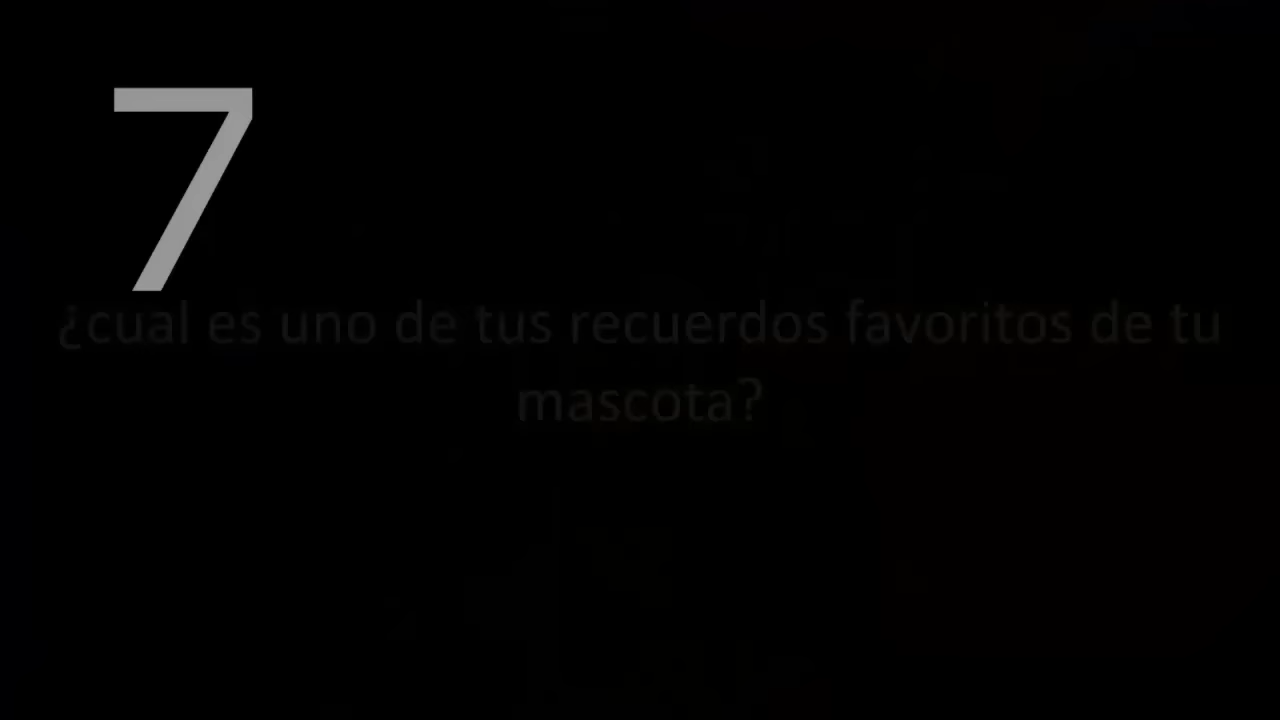 7
¿cual es uno de tus recuerdos favoritos de tu
mascota?